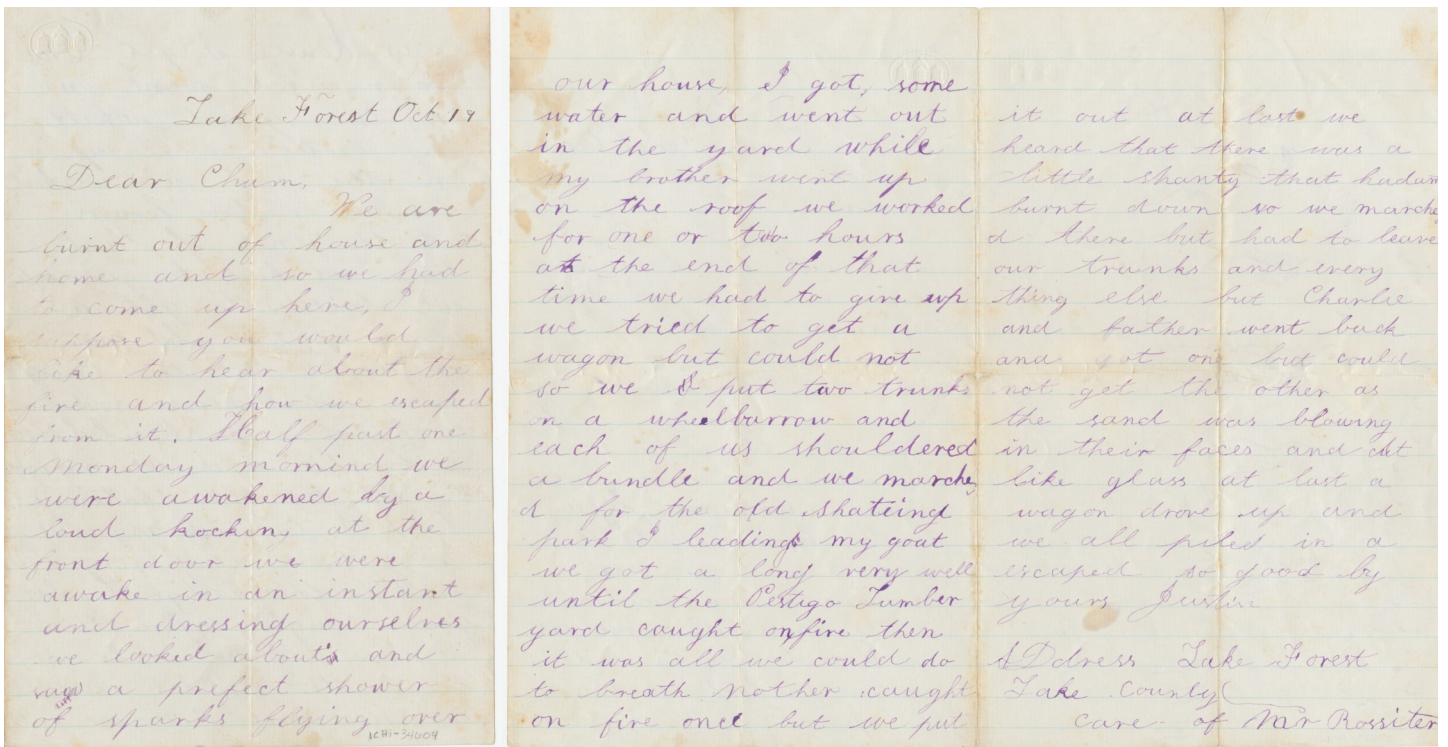 Lake Forest Oct 19
Dear Chum,
We are
burnt out of house and
home and so we had
to come up here, I
suppose you would
like to hear about the
fire and how we escaped
from it. Half past one
Monday mornind we
were awakened by a
loud kocking at the
front door we were
awake in an instant
and dressing ourselves
we looked about and
saw a prefect shower
of sparks flying over
ICHi-34604
our house, I got, some
water and went out
in the yard while
my brother went up
on the roof we worked
for one or two hours
at the end of that
time we had to give up
we tried to get a
wagon but could not
so we put two trunks
on a wheelbarrow and
each of us shouldered
a bundle and we marche
d for the old skateing
park I leading my goat
we got a long very well
until the Pestigo Lumber
yard caught on fire then
it was all we could do
to breath Mother caught
on fire once but we put
it out at last we
heard that there was a
little shanty that hadnt
burnt down so we marche
d there but had to leave
our trunks and every
thing else but Charlie
and father went back
and got one but could
not get the other as
the sand was blowing
in their faces and cut
like glass at last a
wagon drove up and
we all piled in a
escaped so good by
yours Justin
ADdress Lake Forest
Lake County
care of Mr Rossiter